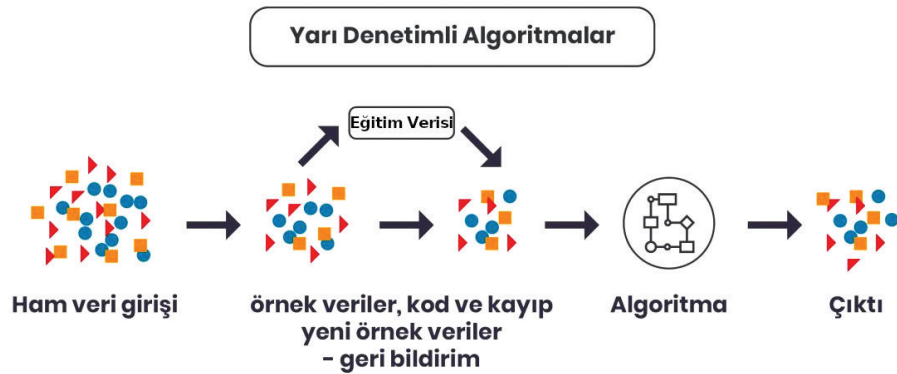 Yarı Denetimli Algoritmalar
Eğitim Verisi
Ham veri girişi
örnek veriler, kod ve kayıp
yeni örnek veriler
- geri bildirim
Algoritma
Çıktı